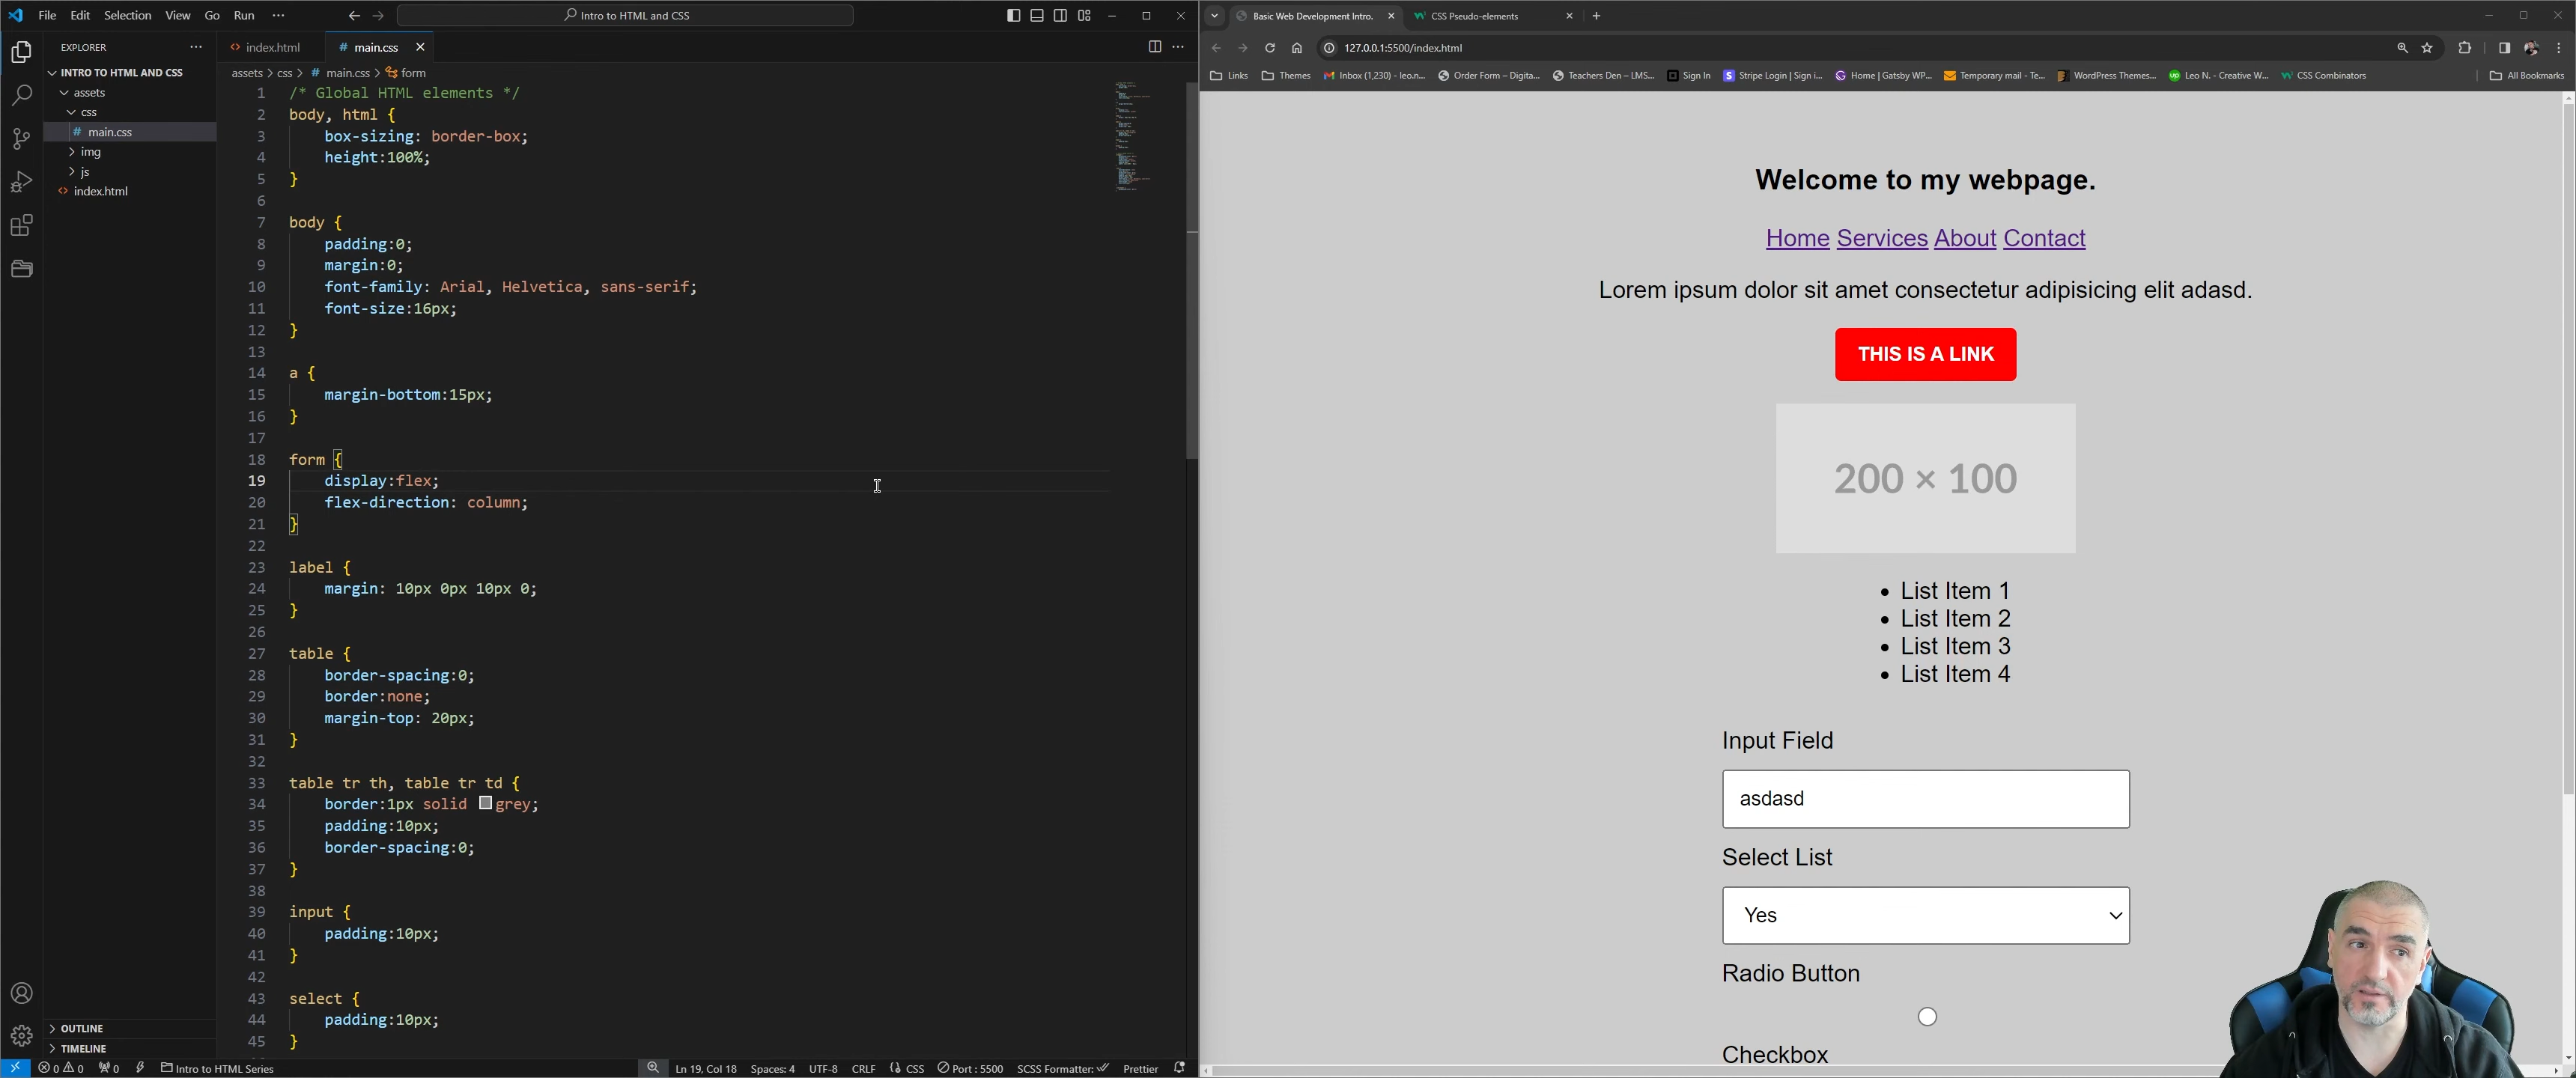 File Edit Selection View Go Run ···
Intro to HTML and CSS
EXPLORER
INTRO TO HTML AND CSS
assets
css
# main.css
img
js
index.html
OUTLINE
TIMELINE
index.html
# main.css
assets > css > # main.css > form
1 /* Global HTML elements */
2 body, html {
3 box-sizing: border-box;
4 height:100%;
5 }
6
7 body {
8 padding:0;
9 margin:0;
10 font-family: Arial, Helvetica, sans-serif;
11 font-size:16px;
12 }
13
14 a {
15 margin-bottom:15px;
16 }
17
18 form {
19 display:flex;
20 flex-direction: column;
21 }
22
23 label {
24 margin: 10px 0px 10px 0;
25 }
26
27 table {
28 border-spacing:0;
29 border:none;
30 margin-top: 20px;
31 }
32
33 table tr th, table tr td {
34 border:1px solid grey;
35 padding:10px;
36 border-spacing:0;
37 }
38
39 input {
40 padding:10px;
41 }
42
43 select {
44 padding:10px;
45 }
0 0 0 Intro to HTML Series Ln 19, Col 18 Spaces: 4 UTF-8 CRLF {} CSS Port : 5500 SCSS Formatter: Prettier
Basic Web Development Intro.
CSS Pseudo-elements
127.0.0.1:5500/index.html
Links Themes Inbox (1,230) - leo.n... Order Form – Digita... Teachers Den – LMS... Sign In Stripe Login | Sign i... Home | Gatsby WP... Temporary mail - Te... WordPress Themes... Leo N. - Creative W... CSS Combinators All Bookmarks
Welcome to my webpage.
Home Services About Contact
Lorem ipsum dolor sit amet consectetur adipisicing elit adasd.
THIS IS A LINK
200 × 100
• List Item 1
• List Item 2
• List Item 3
• List Item 4
Input Field
asdasd
Select List
Yes
Radio Button
Checkbox